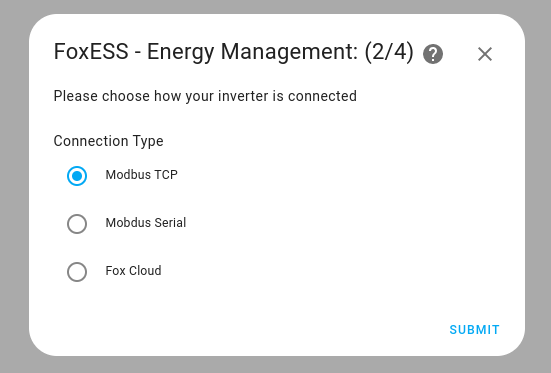 FoxESS - Energy Management: (2/4)
Please choose how your inverter is connected
Connection Type
Modbus TCP
Mobdus Serial
Fox Cloud
SUBMIT